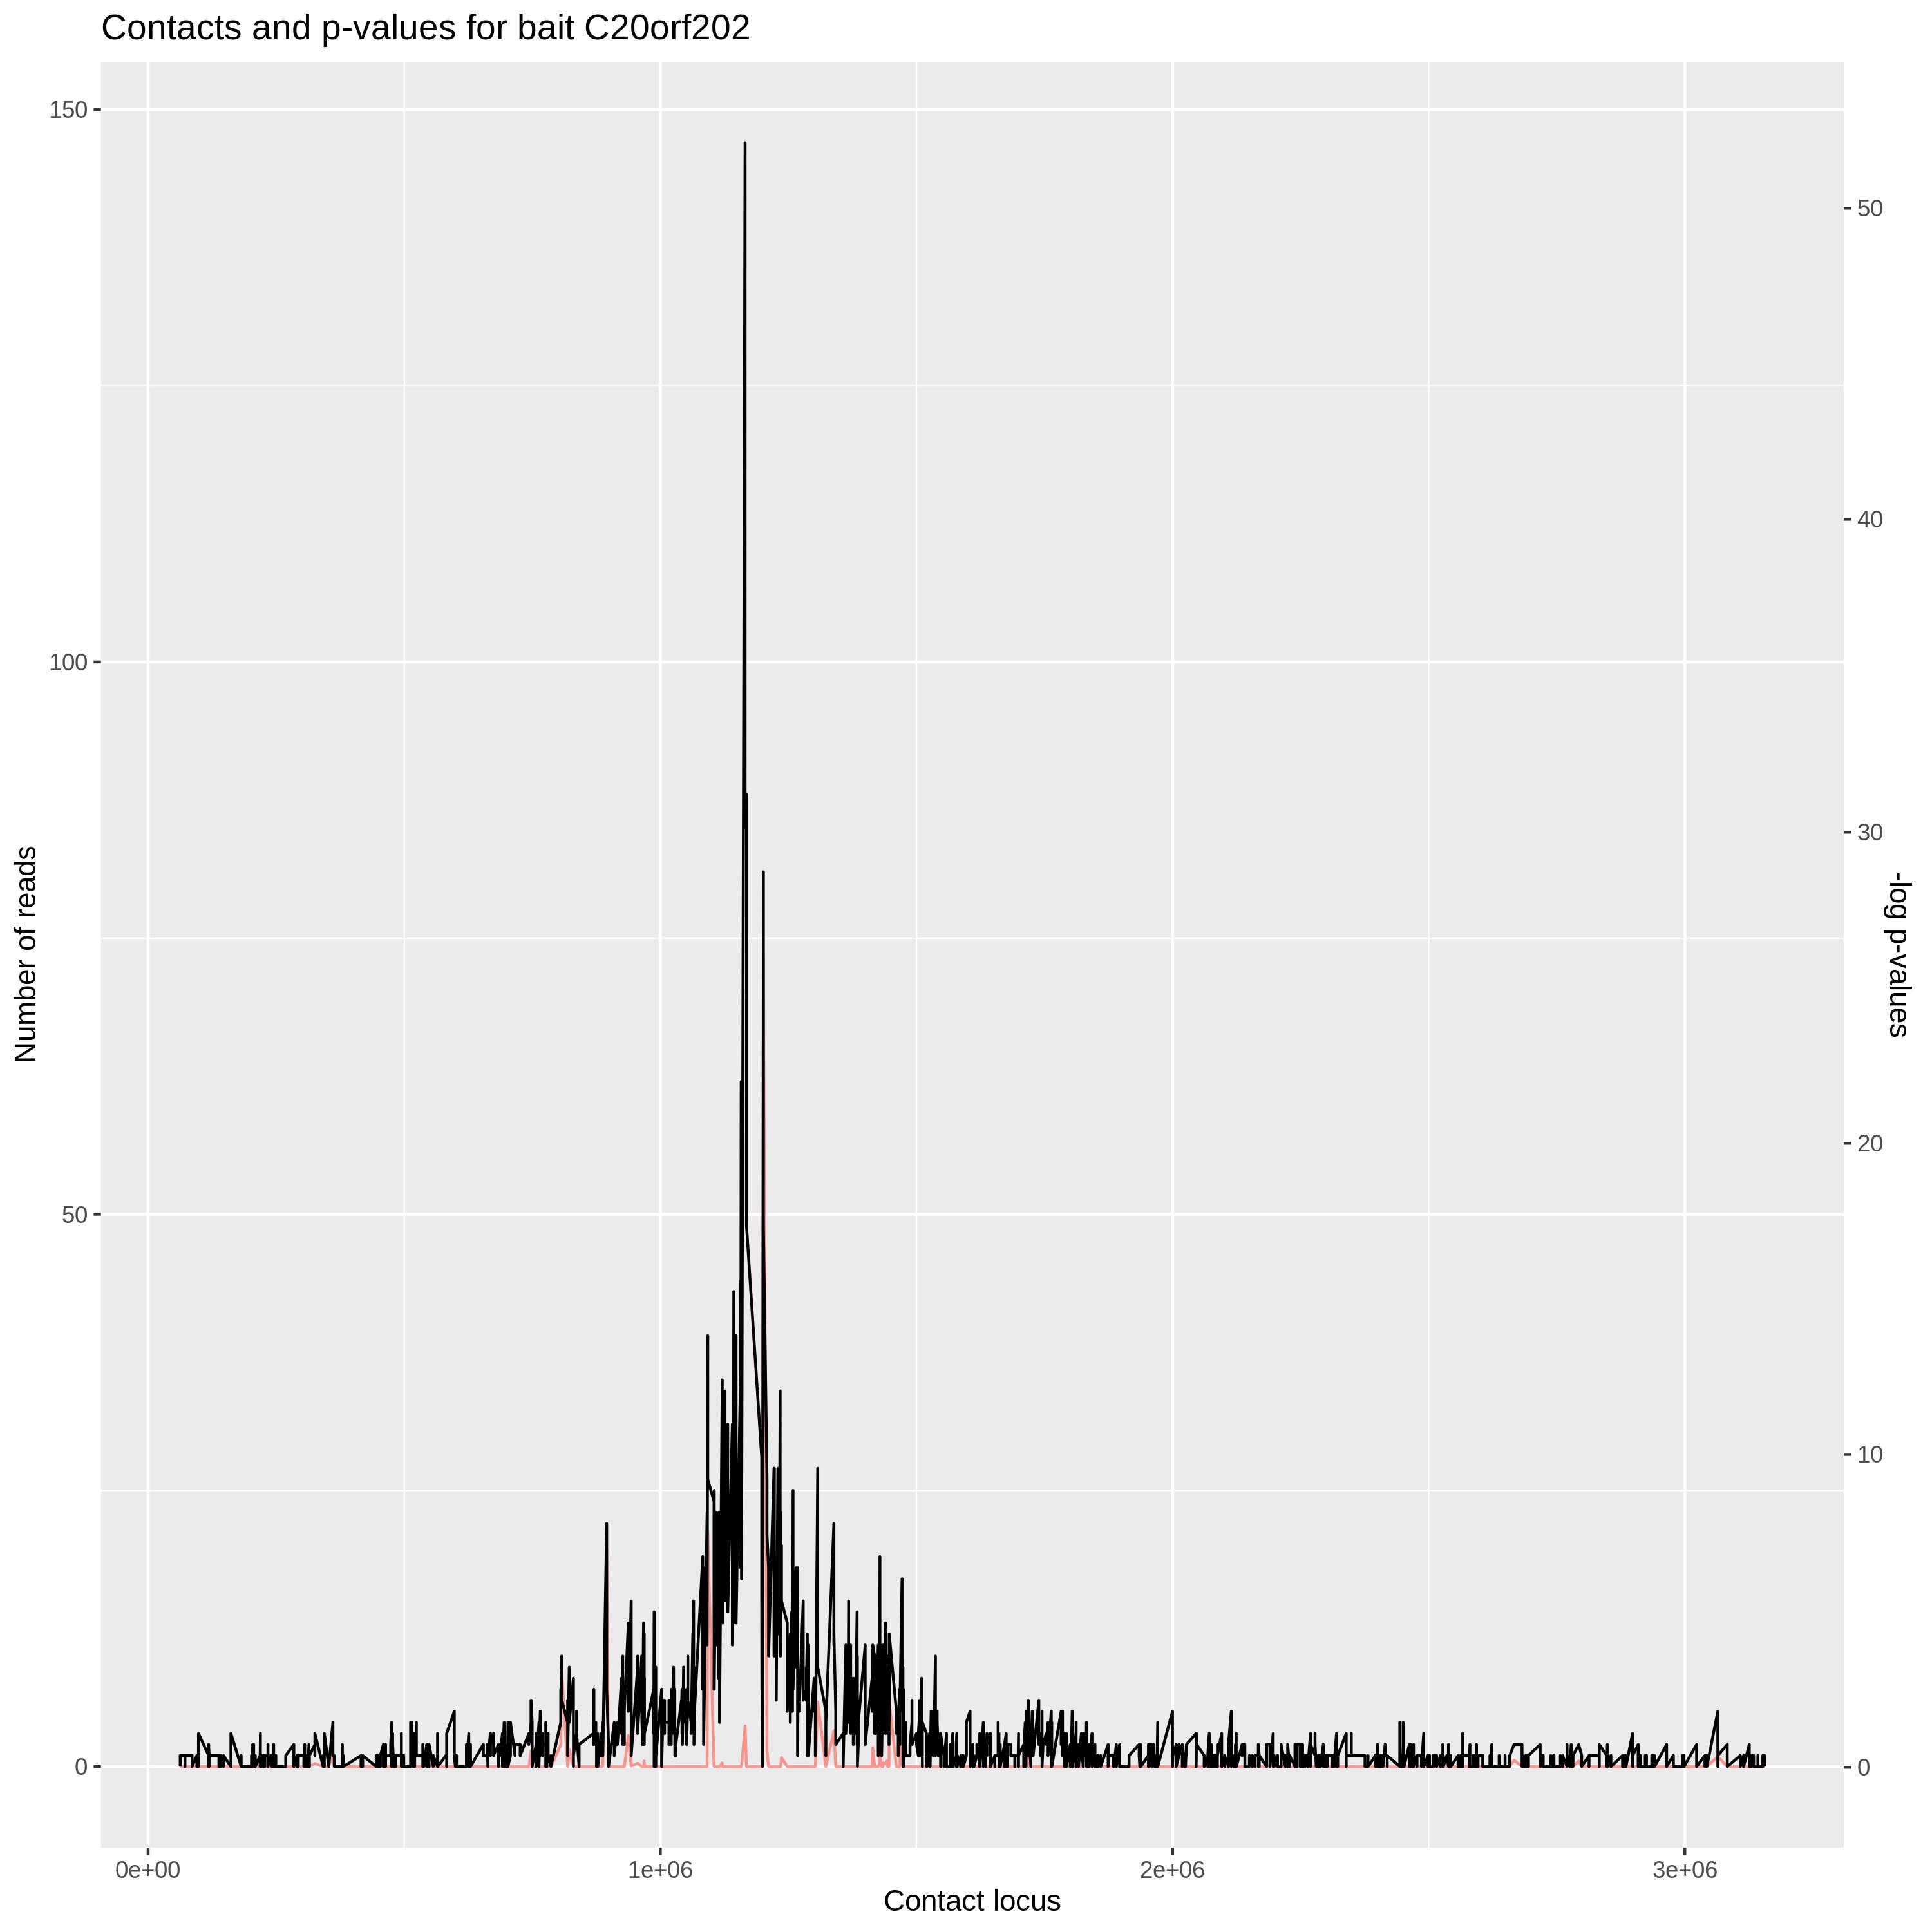 Contacts and p-values for bait C20orf202
150
100
50
0
Number of reads
50
40
30
20
10
0
-log p-values
0e+00
1e+06
2e+06
3e+06
Contact locus